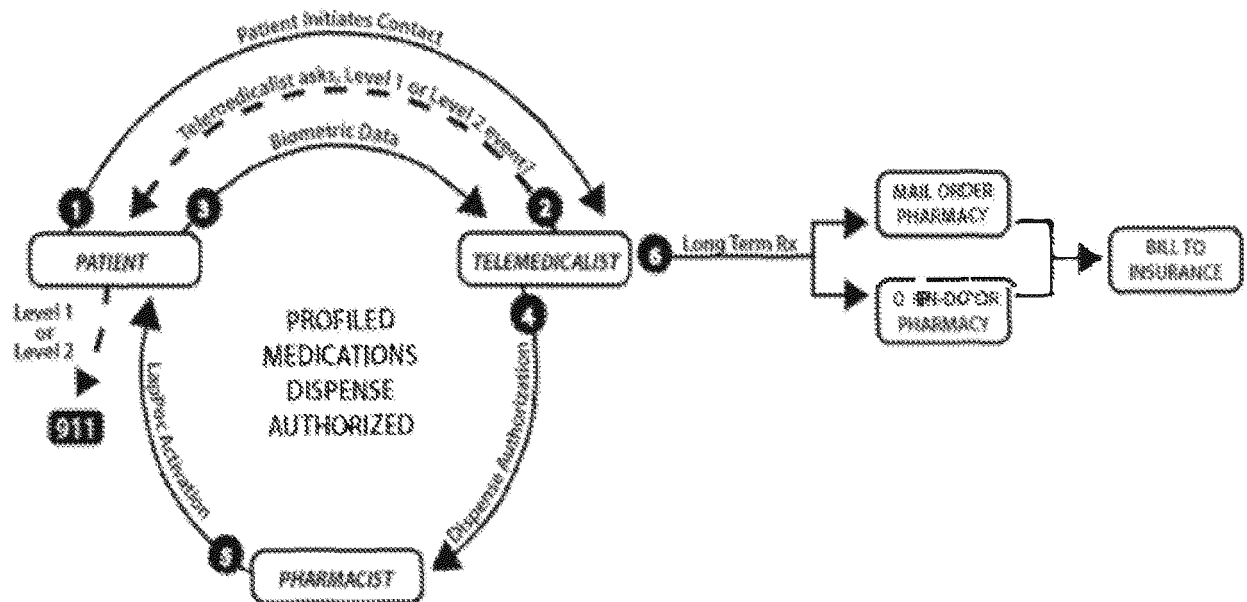 Patient Initiates Contact
Telemedicalist asks, Level 1 or Level 2 event?
Biometric Data
1
3
2
PATIENT
TELEMEDICALIST
6
Long Term Rx
MAIL ORDER
PHARMACY
PHARMACY
BILL TO
INSURANCE
Level 1
or
Level 2
911
4
PROFILED
MEDICATIONS
DISPENSE
AUTHORIZED
Activation
Dispense Authorization
5
PHARMACIST